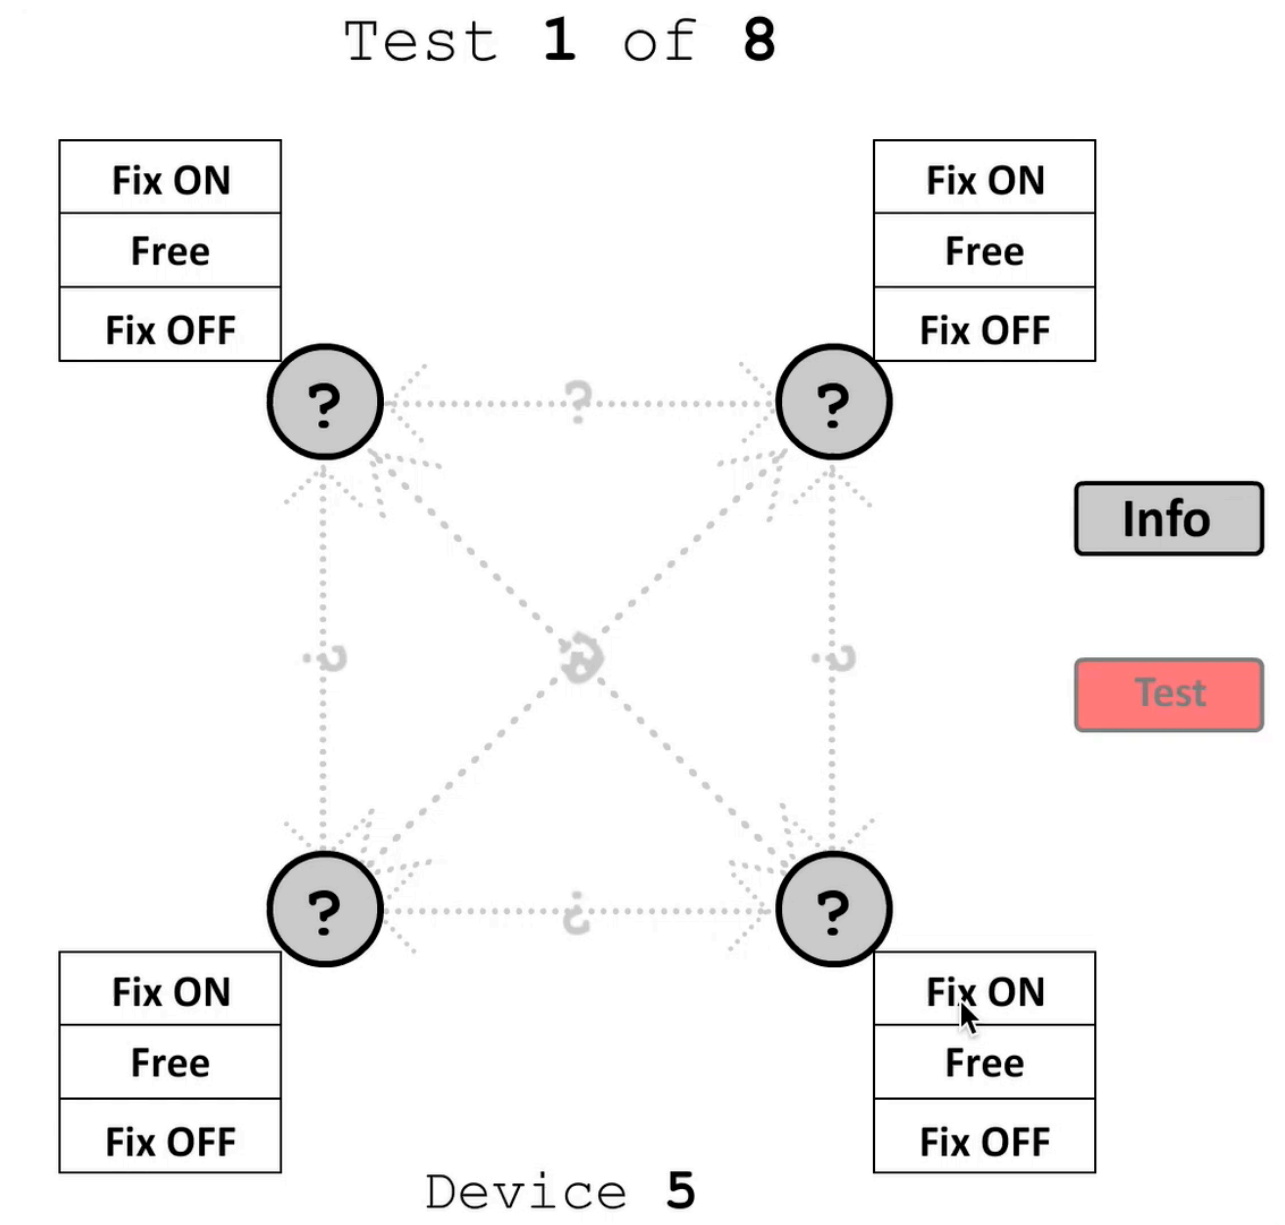 Test 1 of 8
Fix ON
Free
Fix OFF
Fix ON
Free
Fix OFF
?
?
?
Info
?
?
?
Test
?
?
?
Fix ON
Free
Fix OFF
Fix ON
Free
Fix OFF
Device 5